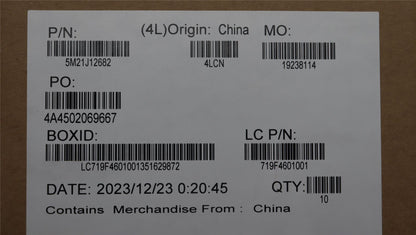 P/N: (4L)Origin: China MO:
5M21J12682 4LCN 19238114
PO:
4A4502069667
BOXID: LC P/N:
LC719F4601001351629872 719F4601001
DATE: 2023/12/23 0:20:45 QTY:
10
Contains Merchandise From : China